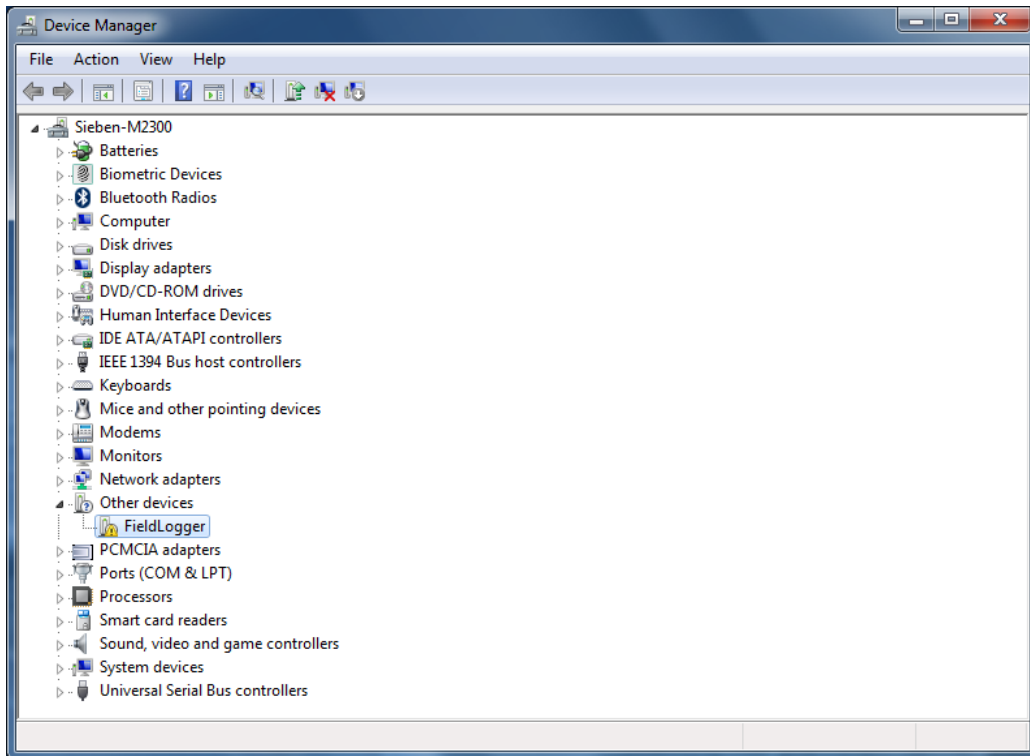 Device Manager
File Action View Help
Sieben-M2300
Batteries
Biometric Devices
Bluetooth Radios
Computer
Disk drives
Display adapters
DVD/CD-ROM drives
Human Interface Devices
IDE ATA/ATAPI controllers
IEEE 1394 Bus host controllers
Keyboards
Mice and other pointing devices
Modems
Monitors
Network adapters
Other devices
FieldLogger
PCMCIA adapters
Ports (COM & LPT)
Processors
Smart card readers
Sound, video and game controllers
System devices
Universal Serial Bus controllers